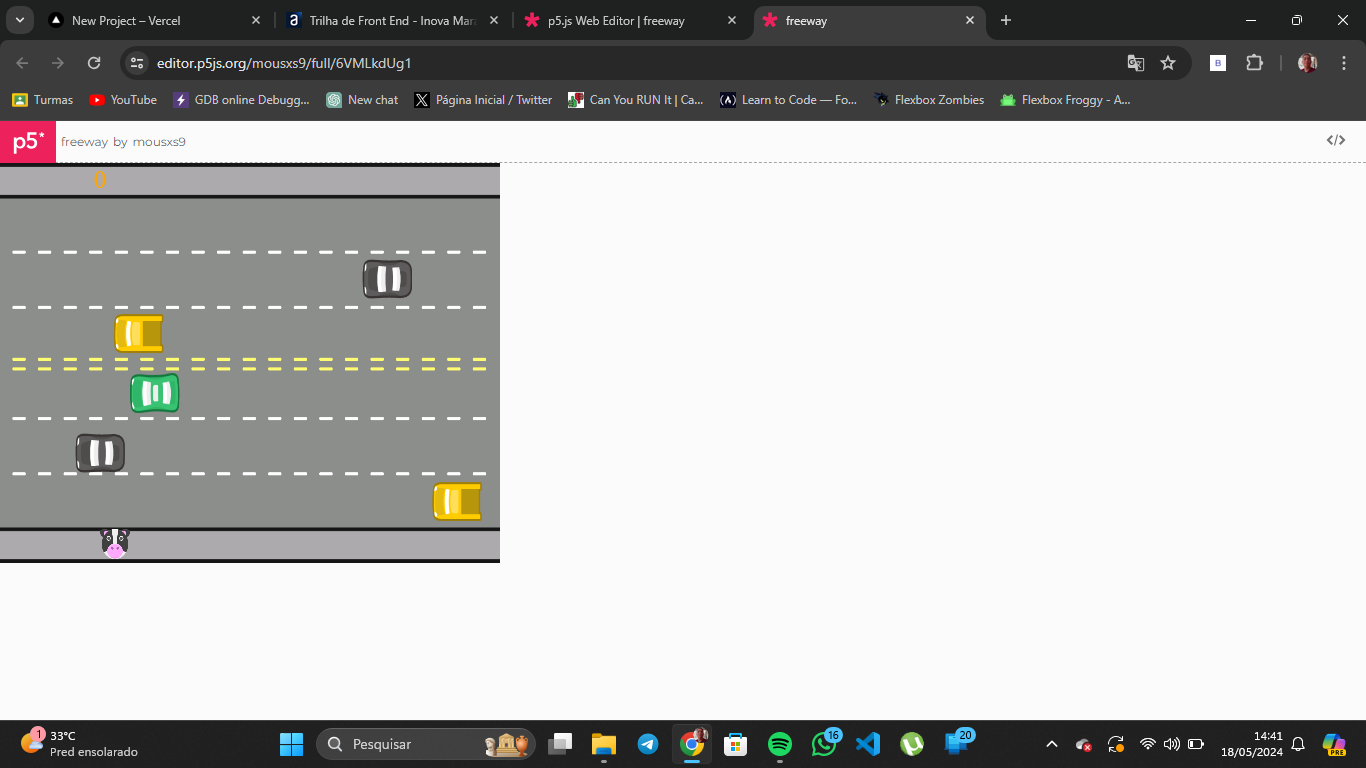 New Project – Vercel
Trilha de Front End - Inova Mara
p5.js Web Editor | freeway
freeway
editor.p5js.org/mousxs9/full/6VMLkdUg1
B
Turmas
YouTube
GDB online Debugg...
New chat
Página Inicial / Twitter
Can You RUN It | Ca...
Learn to Code — Fo...
Flexbox Zombies
Flexbox Froggy - A...
p5*
freeway by mousxs9
</>
0
1
33°C
Pred ensolarado
Pesquisar
16
20
14:41
18/05/2024
PRE